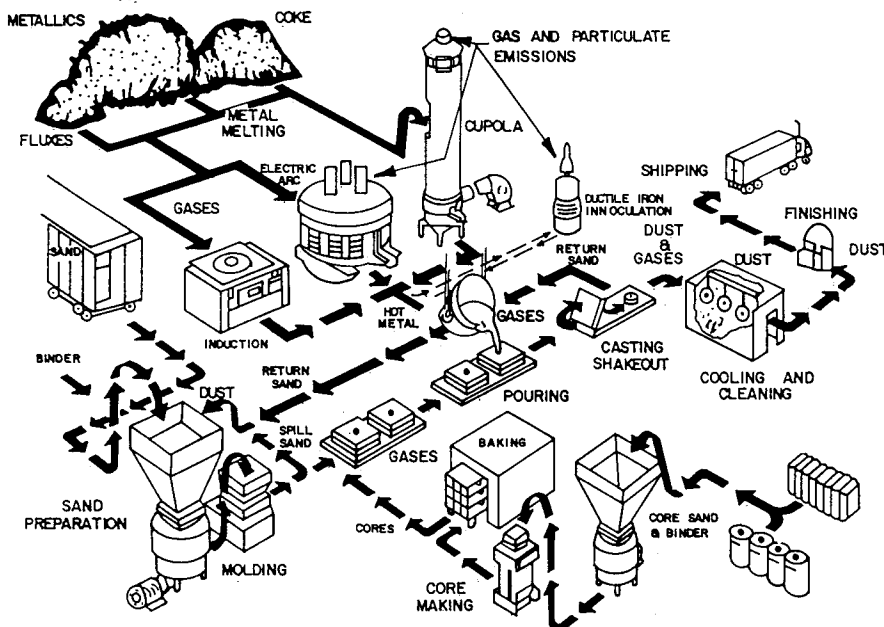 METALLICS
COKE
GAS AND PARTICULATE
EMISSIONS
FLUXES
METAL
MELTING
CUPOLA
ELECTRIC
ARC
SHIPPING
GASES
DUCTILE IRON
INNOCULATION
FINISHING
SAND
DUST
&
GASES
DUST
DUST
RETURN
SAND
HOT
METAL
GASES
INDUCTION
CASTING
SHAKEOUT
COOLING AND
CLEANING
BINDER
RETURN
SAND
DUST
POURING
SPILL
SAND
GASES
BAKING
SAND
PREPARATION
MOLDING
CORES
CORE SAND
& BINDER
CORE
MAKING